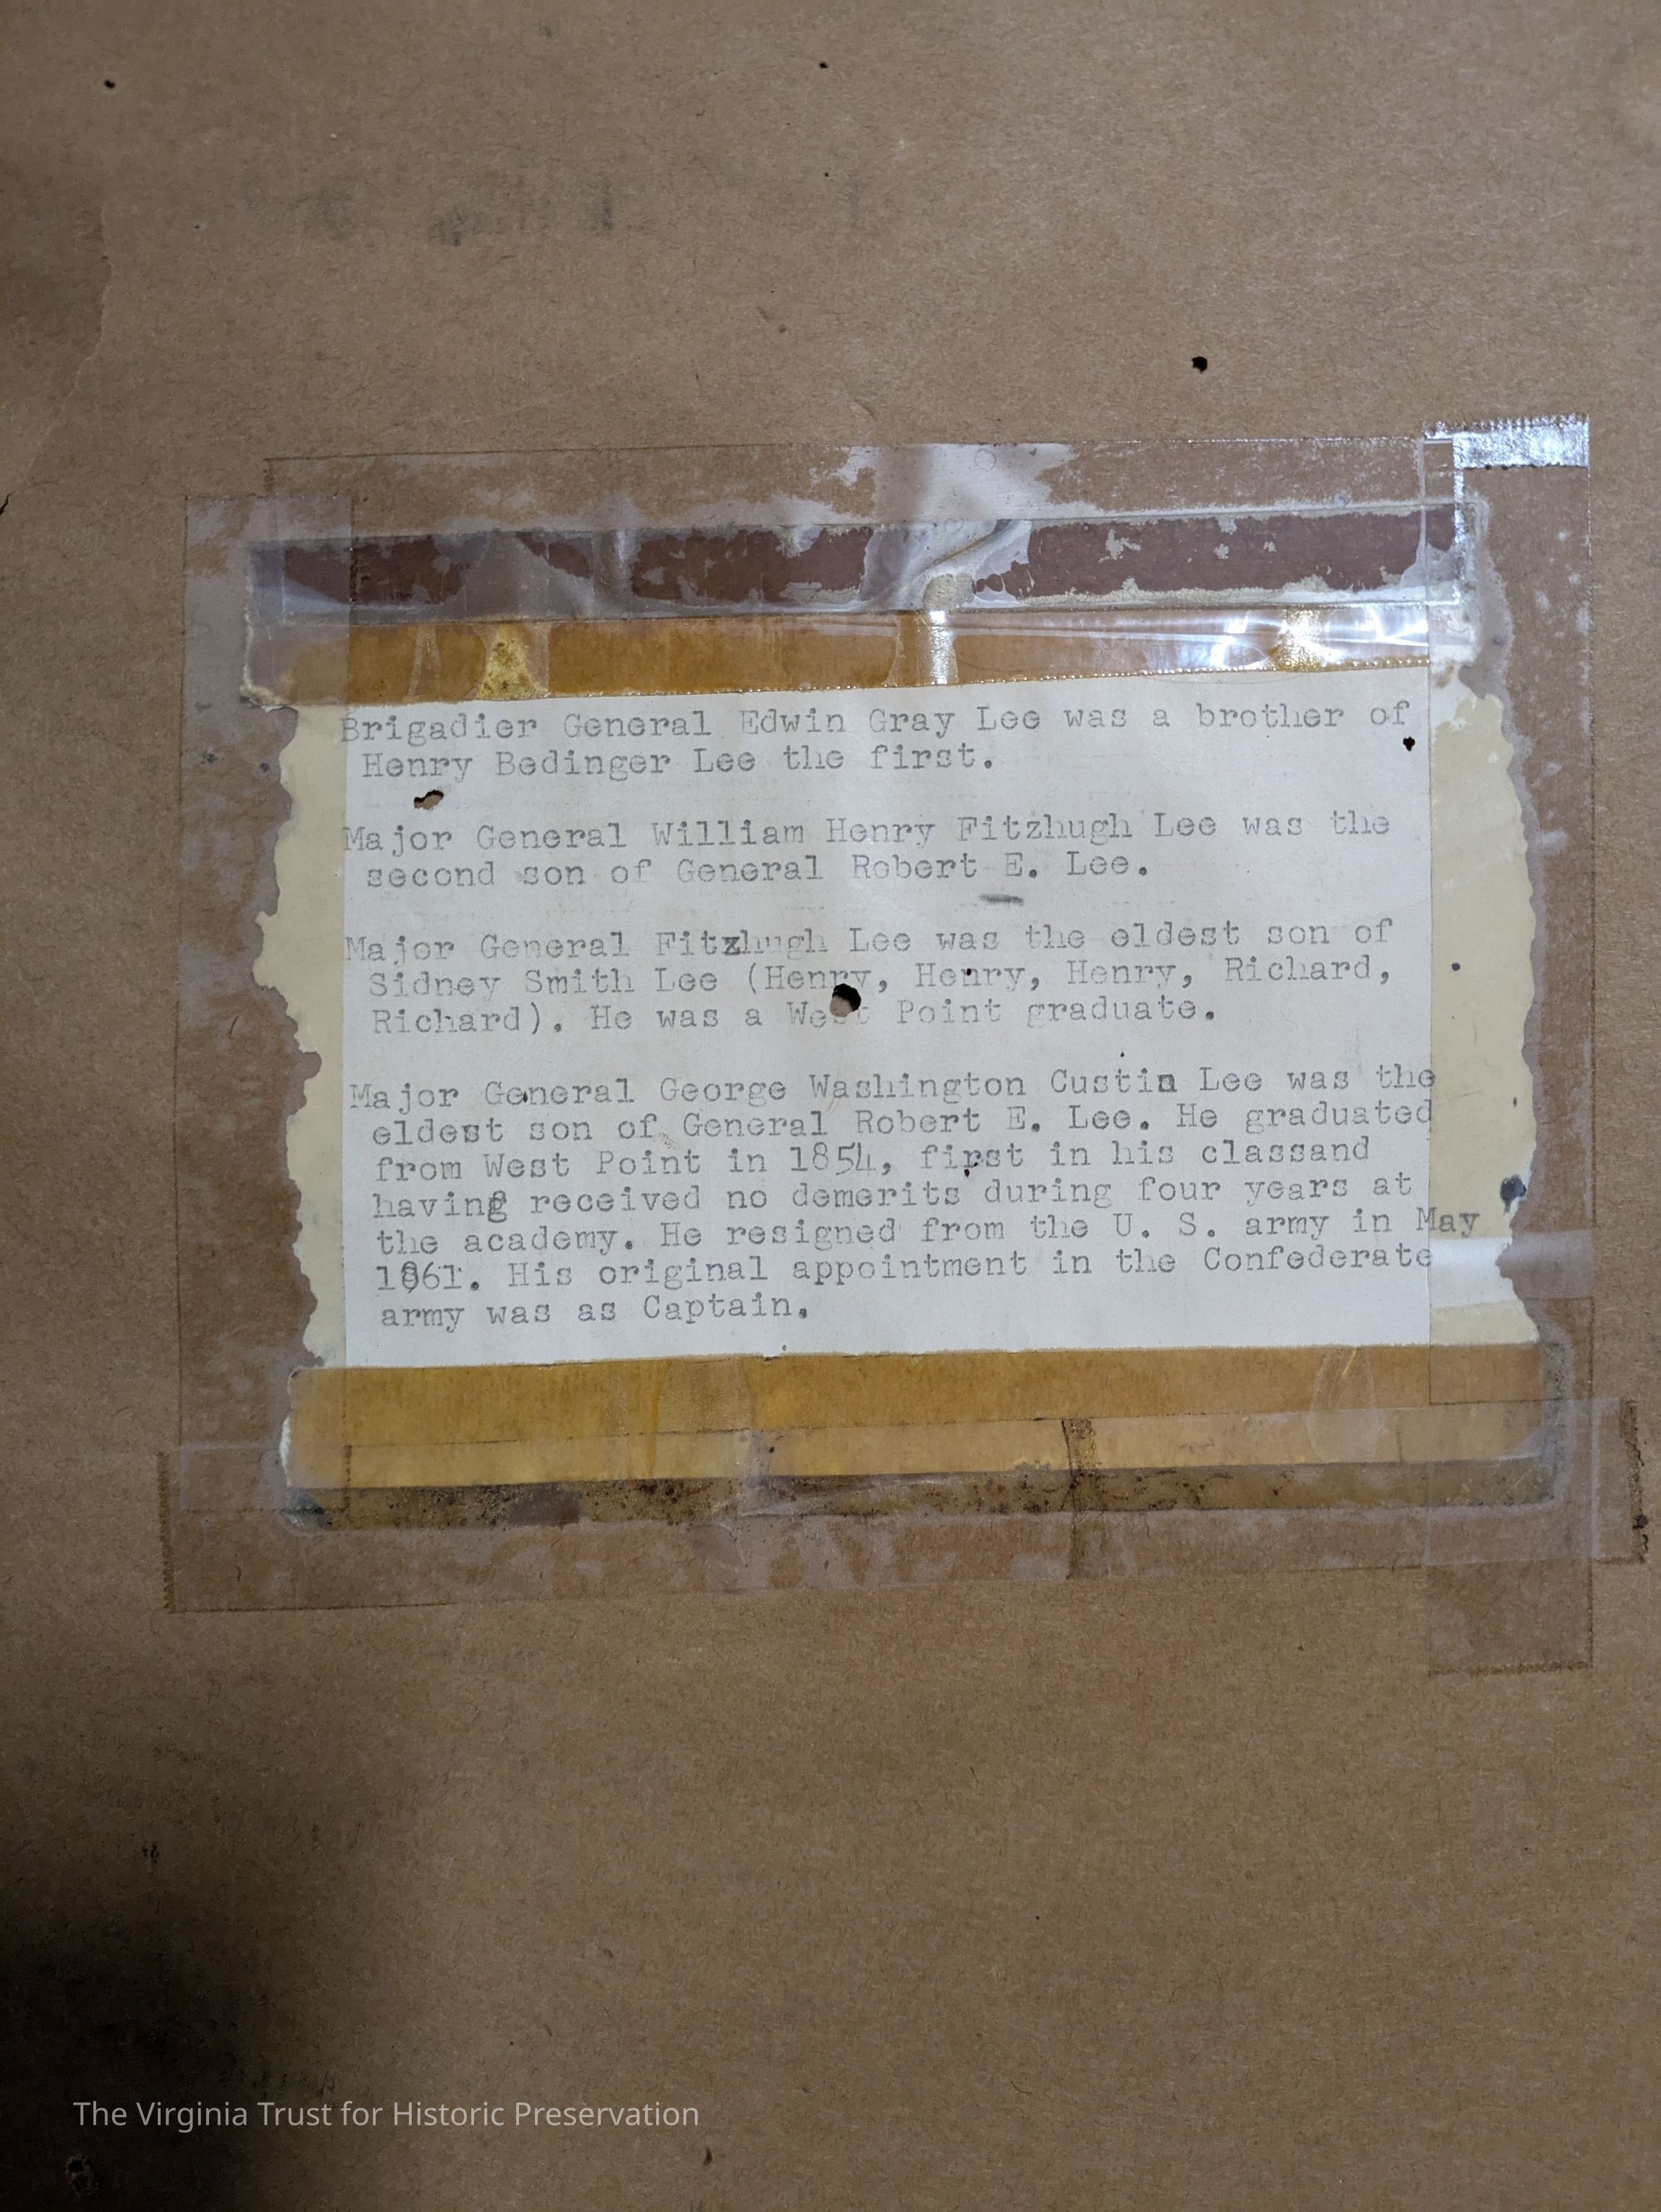 Brigadier General Edwin Gray Lee was a brother of
Henry Bedinger Lee the first.
Major General William Henry Fitzhugh Lee was the
second son of General Robert E. Lee.
Major General Fitzhugh Lee was the eldest son of
Sidney Smith Lee (Henry, Henry, Henry, Richard,
Richard). He was a West Point graduate.
Major General George Washington Custin Lee was the
eldest son of General Robert E. Lee. He graduated
from West Point in 1854, first in his classand
having received no demerits during four years at
the academy. He resigned from the U. S. army in May
1861. His original appointment in the Confederate
army was as Captain.
The Virginia Trust for Historic Preservation